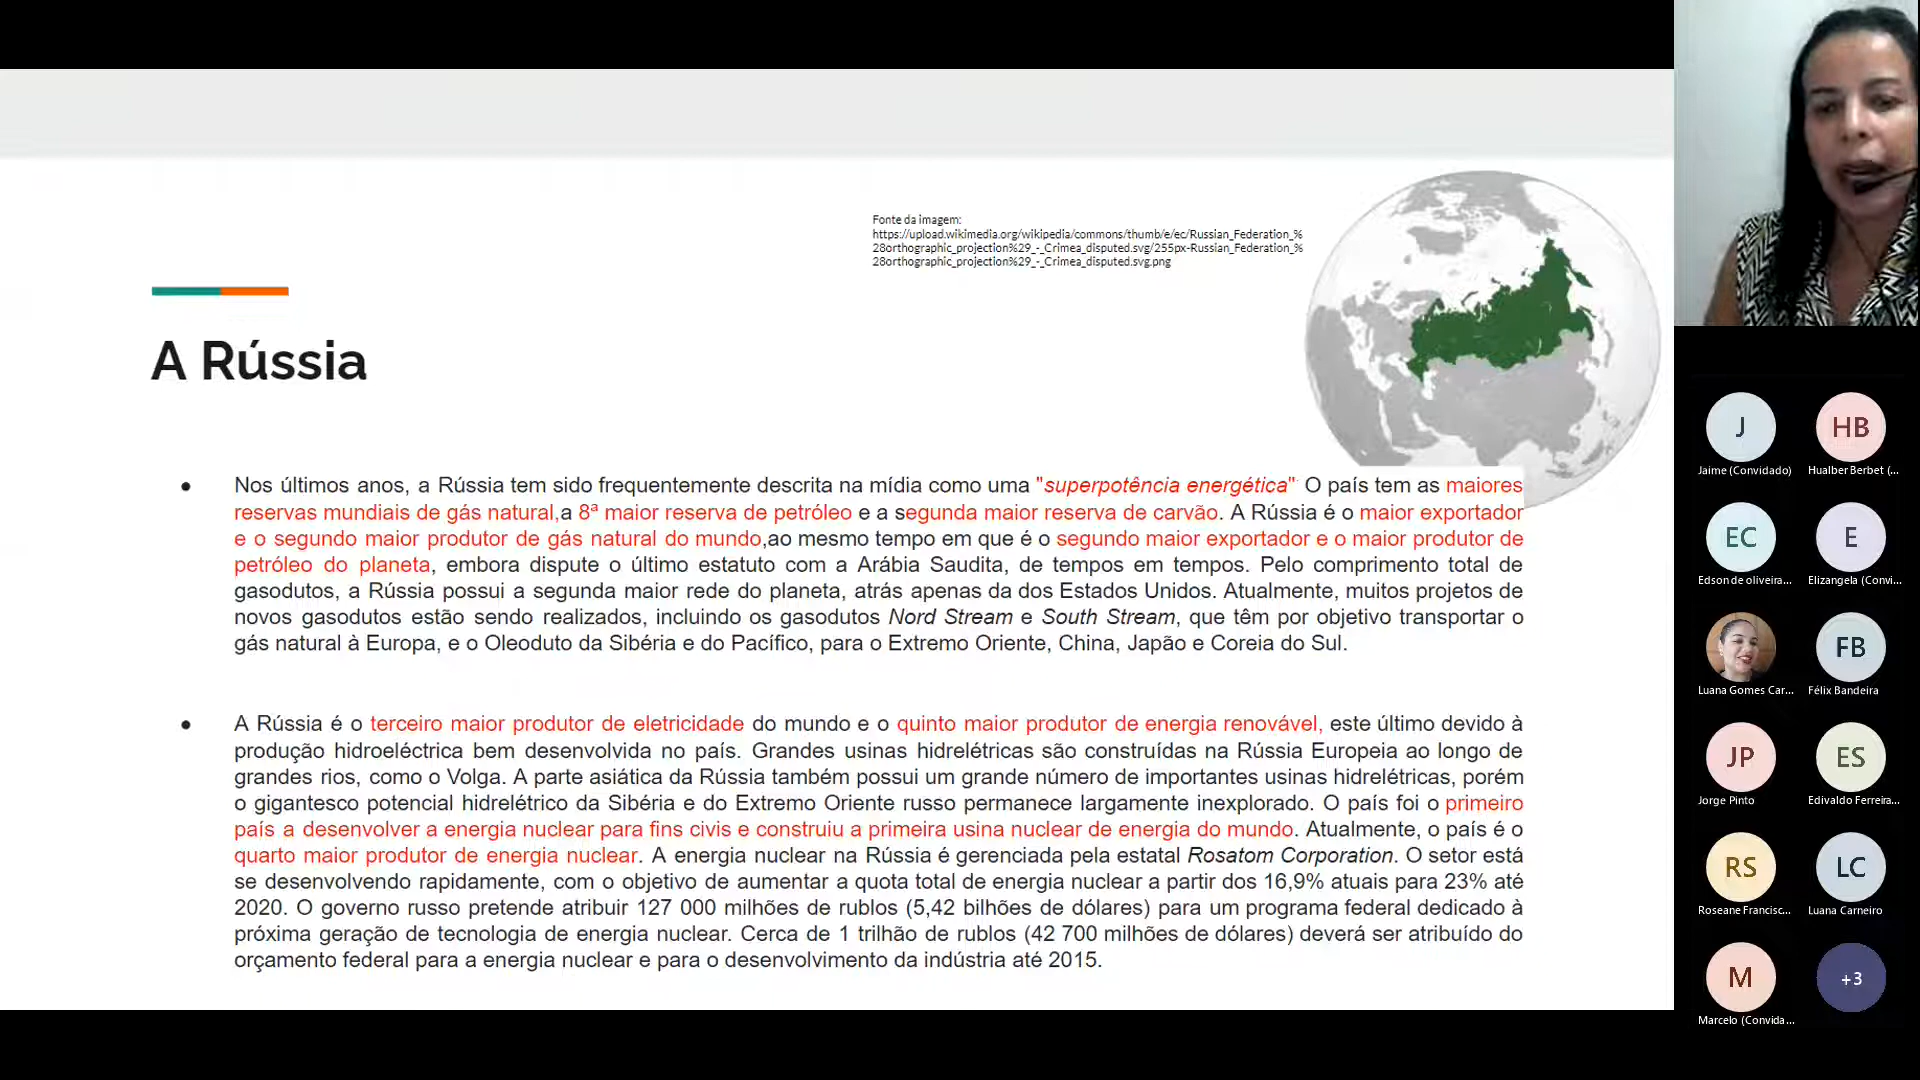 Fonte da imagem:
https://upload.wikimedia.org/wikipedia/commons/thumb/e/ec/Russian_Federation_%
28orthographic_projection%29_-_Crimea_disputed.svg/255px-Russian_Federation_%
28orthographic_projection%29_-_Crimea_disputed.svg.png
A Rússia
● Nos últimos anos, a Rússia tem sido frequentemente descrita na mídia como uma "superpotência energética" O país tem as maiores
reservas mundiais de gás natural,a 8ª maior reserva de petróleo e a segunda maior reserva de carvão. A Rússia é o maior exportador
e o segundo maior produtor de gás natural do mundo,ao mesmo tempo em que é o segundo maior exportador e o maior produtor de
petróleo do planeta, embora dispute o último estatuto com a Arábia Saudita, de tempos em tempos. Pelo comprimento total de
gasodutos, a Rússia possui a segunda maior rede do planeta, atrás apenas da dos Estados Unidos. Atualmente, muitos projetos de
novos gasodutos estão sendo realizados, incluindo os gasodutos Nord Stream e South Stream, que têm por objetivo transportar o
gás natural à Europa, e o Oleoduto da Sibéria e do Pacífico, para o Extremo Oriente, China, Japão e Coreia do Sul.
● A Rússia é o terceiro maior produtor de eletricidade do mundo e o quinto maior produtor de energia renovável, este último devido à
produção hidroeléctrica bem desenvolvida no país. Grandes usinas hidrelétricas são construídas na Rússia Europeia ao longo de
grandes rios, como o Volga. A parte asiática da Rússia também possui um grande número de importantes usinas hidrelétricas, porém
o gigantesco potencial hidrelétrico da Sibéria e do Extremo Oriente russo permanece largamente inexplorado. O país foi o primeiro
país a desenvolver a energia nuclear para fins civis e construiu a primeira usina nuclear de energia do mundo. Atualmente, o país é o
quarto maior produtor de energia nuclear. A energia nuclear na Rússia é gerenciada pela estatal Rosatom Corporation. O setor está
se desenvolvendo rapidamente, com o objetivo de aumentar a quota total de energia nuclear a partir dos 16,9% atuais para 23% até
2020. O governo russo pretende atribuir 127 000 milhões de rublos (5,42 bilhões de dólares) para um programa federal dedicado à
próxima geração de tecnologia de energia nuclear. Cerca de 1 trilhão de rublos (42 700 milhões de dólares) deverá ser atribuído do
orçamento federal para a energia nuclear e para o desenvolvimento da indústria até 2015.
J HB
Jaime (Convidado) Hualber Berbet (...
EC E
Edson de oliveira... Elizangela (Convi...
FB
Luana Gomes Car... Félix Bandeira
JP ES
Jorge Pinto Edivaldo Ferreira...
RS LC
Roseane Francisc... Luana Carneiro
M +3
Marcelo (Convida...